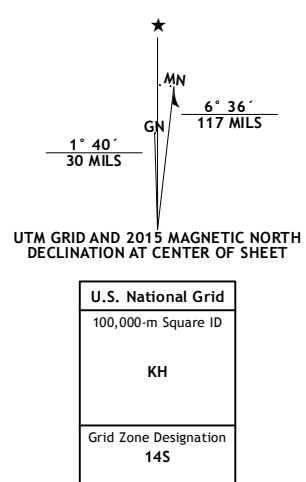 MN
GN
6° 36´
117 MILS
1° 40´
30 MILS
UTM GRID AND 2015 MAGNETIC NORTH
DECLINATION AT CENTER OF SHEET
U.S. National Grid
100,000-m Square ID
KH
Grid Zone Designation
14S